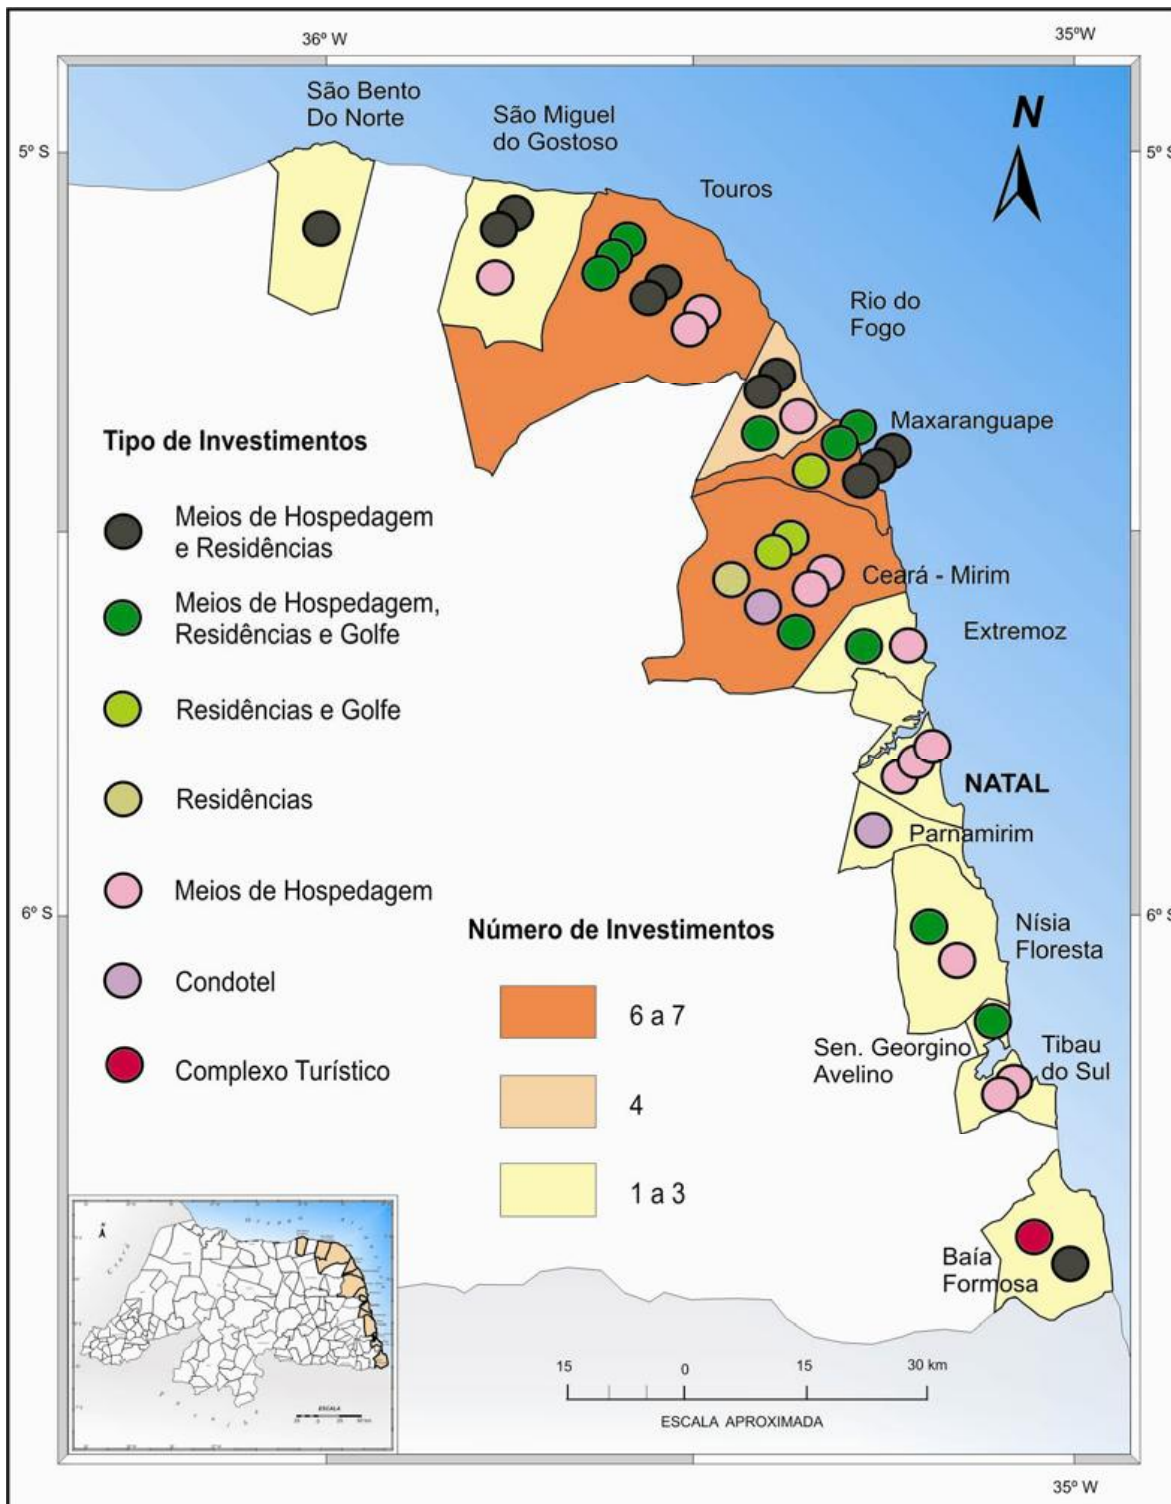 36º W
35ºW
São Bento
Do Norte
São Miguel
do Gostoso
N
5º S
5º S
Touros
Rio do
Fogo
Maxaranguape
Tipo de Investimentos
Meios de Hospedagem
e Residências
Ceará - Mirim
Meios de Hospedagem,
Residências e Golfe
Extremoz
Residências e Golfe
NATAL
Residências
Parnamirim
Meios de Hospedagem
6º S
6º S
Número de Investimentos
Nísia
Floresta
Condotel
6 a 7
Sen. Georgino
Avelino
Tibau
do Sul
Complexo Turístico
4
1 a 3
Baía
Formosa
15 0 15 30 km
ESCALA APROXIMADA
N
Ceará
ESCALA
35º W